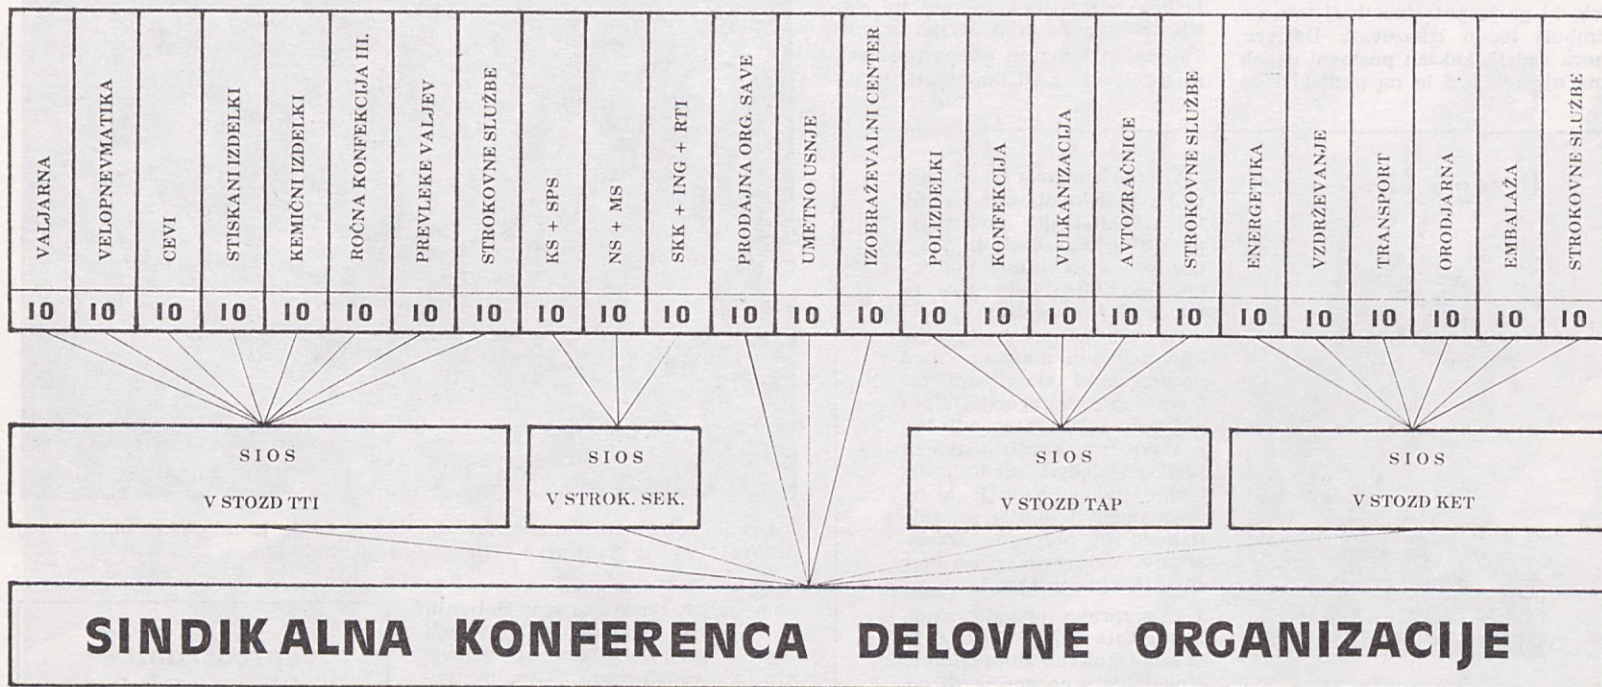 VALJARNA
VELOPNEVMATIKA
CEVI
STISKANI IZDELKI
KEMIČNI IZDELKI
ROČNA KONFEKCIJA III.
PREVLEKE VALJEV
STROKOVNE SLUŽBE
KS + SPS
NS + MS
SKK + ING + RTI
PRODAJNA ORG. SAVE
UMETNO USNJE
IZOBRAŽEVALNI CENTER
POLIZDELKI
KONFEKCIJA
VULKANIZACIJA
AVTOZRAČNICE
STROKOVNE SLUŽBE
ENERGETIKA
VZDRŽEVANJE
TRANSPORT
ORODJARNA
EMBALAŽA
STROKOVNE SLUŽBE
IO IO IO IO IO IO IO IO IO IO IO IO IO IO IO IO IO IO IO IO IO IO IO IO IO
SIOS
V STOZD TTI
SIOS
V STROK. SEK.
SIOS
V STOZD TAP
SIOS
V STOZD KET
SINDIKALNA KONFERENCA DELOVNE ORGANIZACIJE